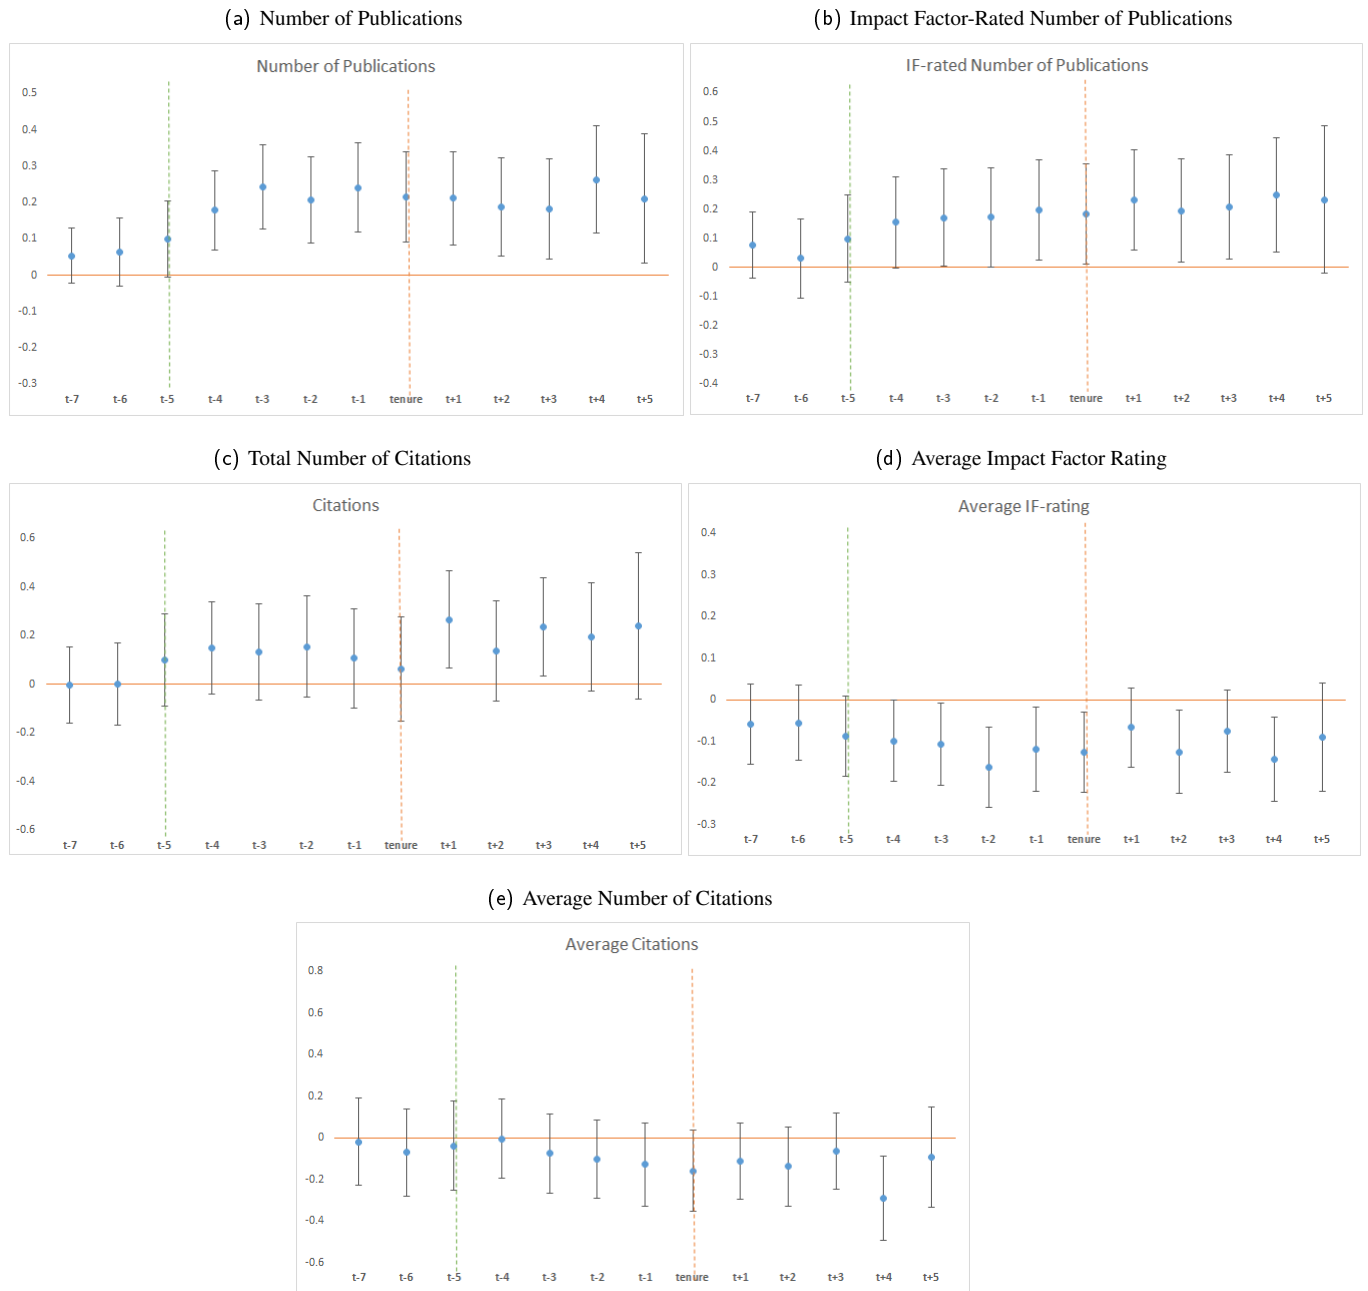 (a) Number of Publications
Number of Publications
0.5
0.4
0.3
0.2
0.1
0
-0.1
-0.2
-0.3
t-7 t-6 t-5 t-4 t-3 t-2 t-1 tenure t+1 t+2 t+3 t+4 t+5
(b) Impact Factor-Rated Number of Publications
IF-rated Number of Publications
0.6
0.5
0.4
0.3
0.2
0.1
0
-0.1
-0.2
-0.3
-0.4
t-7 t-6 t-5 t-4 t-3 t-2 t-1 tenure t+1 t+2 t+3 t+4 t+5
(c) Total Number of Citations
Citations
0.6
0.4
0.2
0
-0.2
-0.4
-0.6
t-7 t-6 t-5 t-4 t-3 t-2 t-1 tenure t+1 t+2 t+3 t+4 t+5
(d) Average Impact Factor Rating
Average IF-rating
0.4
0.3
0.2
0.1
0
-0.1
-0.2
-0.3
t-7 t-6 t-5 t-4 t-3 t-2 t-1 tenure t+1 t+2 t+3 t+4 t+5
(e) Average Number of Citations
Average Citations
0.8
0.6
0.4
0.2
0
-0.2
-0.4
-0.6
t-7 t-6 t-5 t-4 t-3 t-2 t-1 tenure t+1 t+2 t+3 t+4 t+5